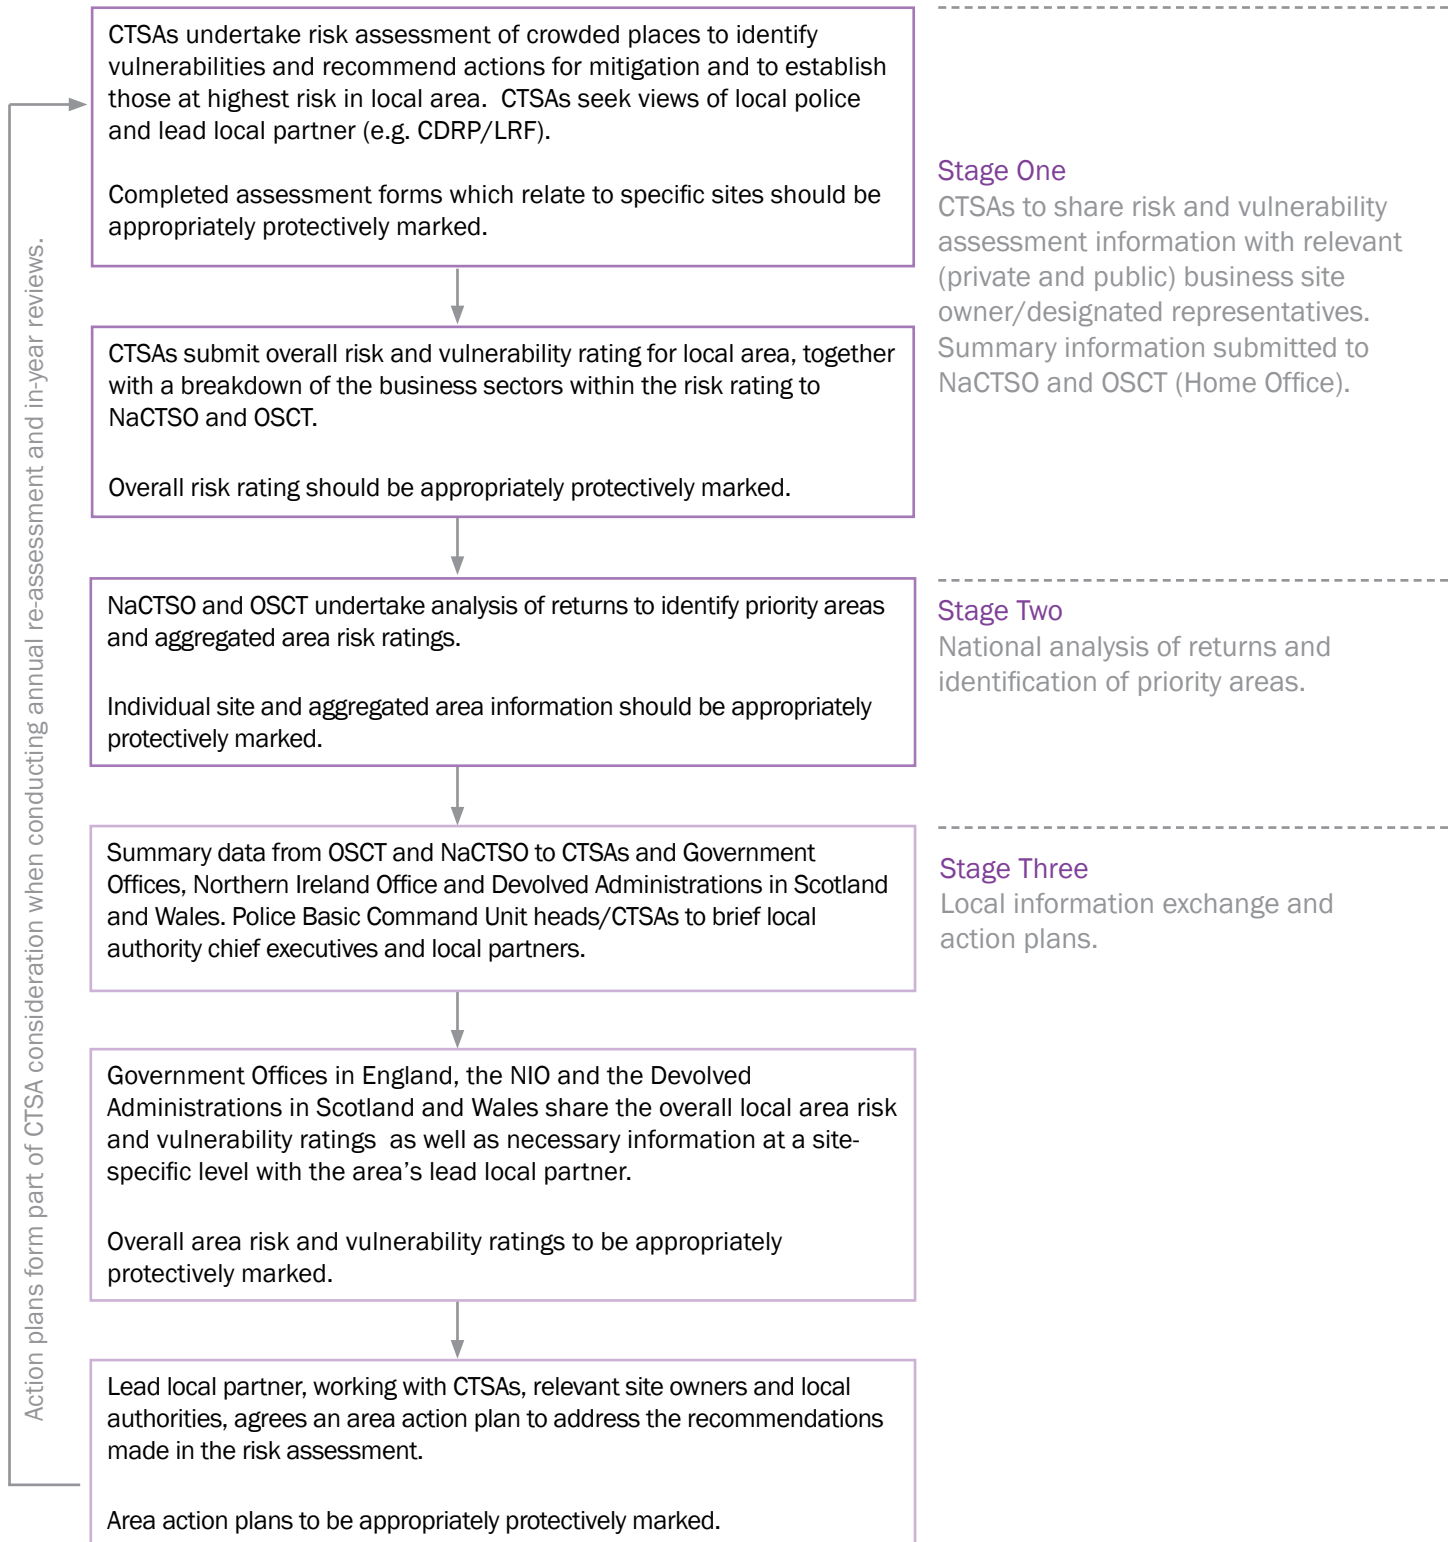 CTSAs undertake risk assessment of crowded places to identify
vulnerabilities and recommend actions for mitigation and to establish
those at highest risk in local area.  CTSAs seek views of local police
and lead local partner (e.g. CDRP/LRF).
Completed assessment forms which relate to specific sites should be
appropriately protectively marked.
Stage One
CTSAs to share risk and vulnerability
assessment information with relevant
(private and public) business site
owner/designated representatives.
Summary information submitted to
NaCTSO and OSCT (Home Office).
CTSAs submit overall risk and vulnerability rating for local area, together
with a breakdown of the business sectors within the risk rating to
NaCTSO and OSCT.
Overall risk rating should be appropriately protectively marked.
NaCTSO and OSCT undertake analysis of returns to identify priority areas
and aggregated area risk ratings.
Individual site and aggregated area information should be appropriately
protectively marked.
Stage Two
National analysis of returns and
identification of priority areas.
Summary data from OSCT and NaCTSO to CTSAs and Government
Offices, Northern Ireland Office and Devolved Administrations in Scotland
and Wales. Police Basic Command Unit heads/CTSAs to brief local
authority chief executives and local partners.
Stage Three
Local information exchange and
action plans.
Government Offices in England, the NIO and the Devolved
Administrations in Scotland and Wales share the overall local area risk
and vulnerability ratings  as well as necessary information at a site-
specific level with the area's lead local partner.
Overall area risk and vulnerability ratings to be appropriately
protectively marked.
Lead local partner, working with CTSAs, relevant site owners and local
authorities, agrees an area action plan to address the recommendations
made in the risk assessment.
Area action plans to be appropriately protectively marked.
Action plans form part of CTSA consideration when conducting annual re-assessment and in-year reviews.